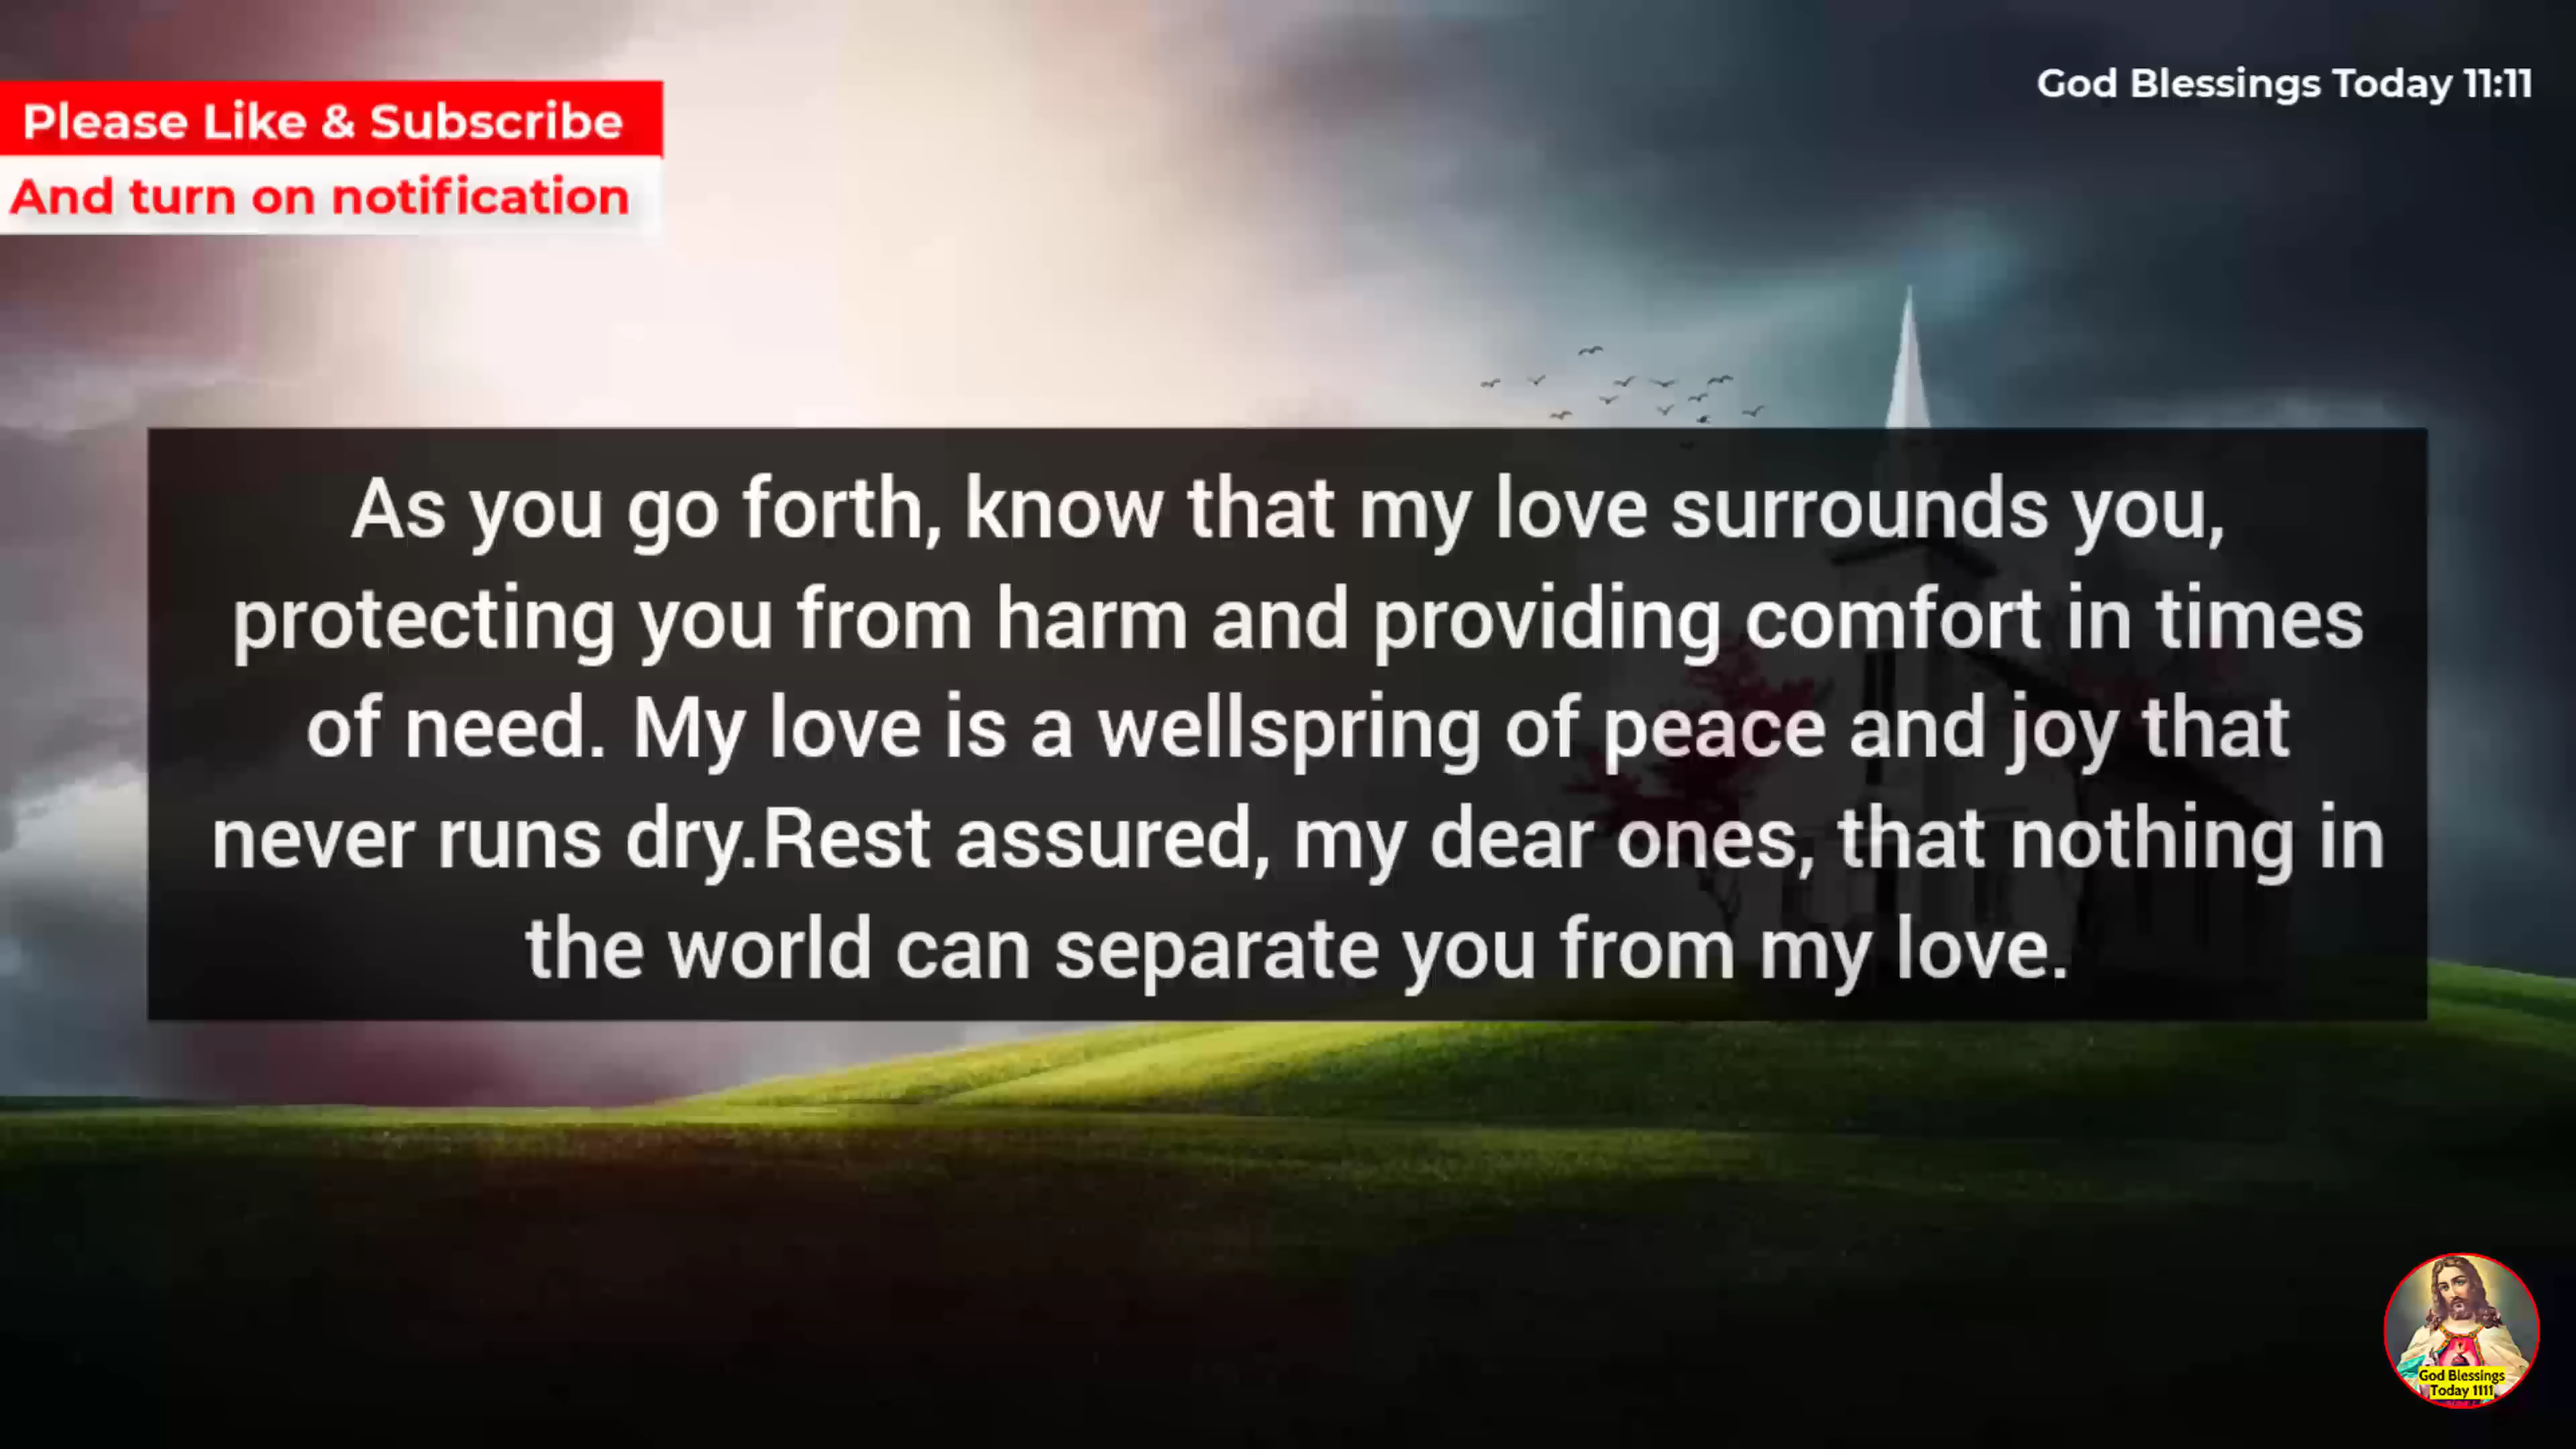 Please Like & Subscribe
And turn on notification
God Blessings Today 11:11
As you go forth, know that my love surrounds you,
protecting you from harm and providing comfort in times
of need. My love is a wellspring of peace and joy that
never runs dry.Rest assured, my dear ones, that nothing in
the world can separate you from my love.
God Blessings
Today 1111